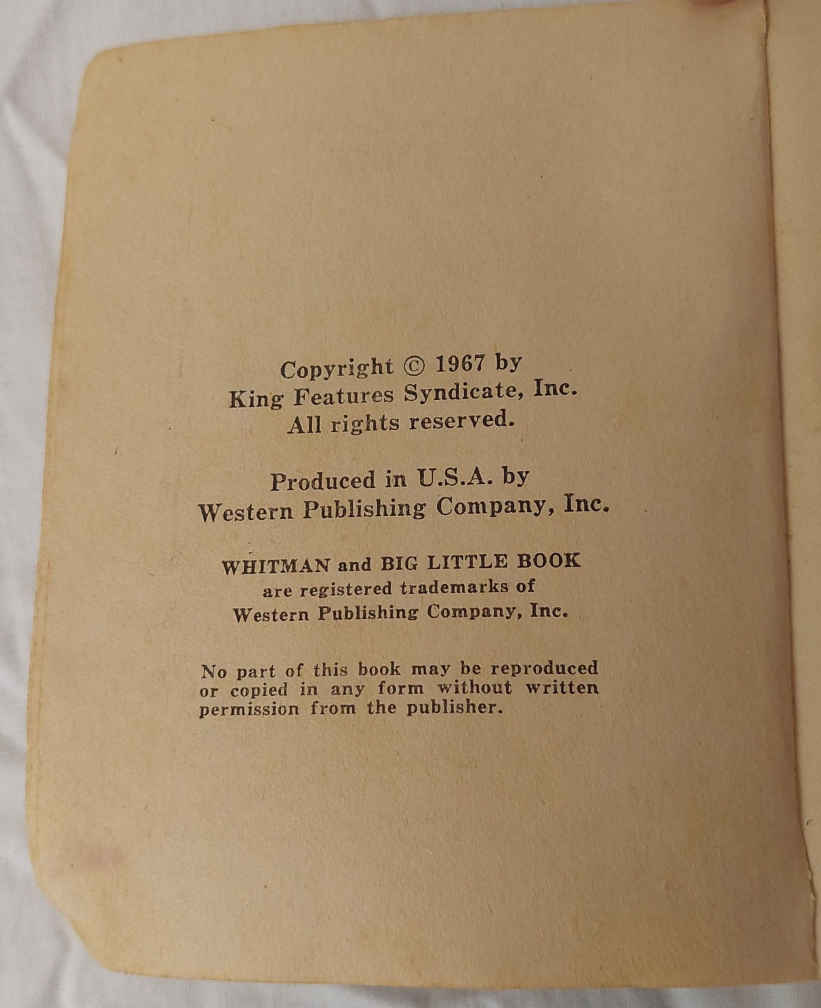 Copyright © 1967 by
King Features Syndicate, Inc.
All rights reserved.
Produced in U.S.A. by
Western Publishing Company, Inc.
WHITMAN and BIG LITTLE BOOK
are registered trademarks of
Western Publishing Company, Inc.
No part of this book may be reproduced
or copied in any form without written
permission from the publisher.